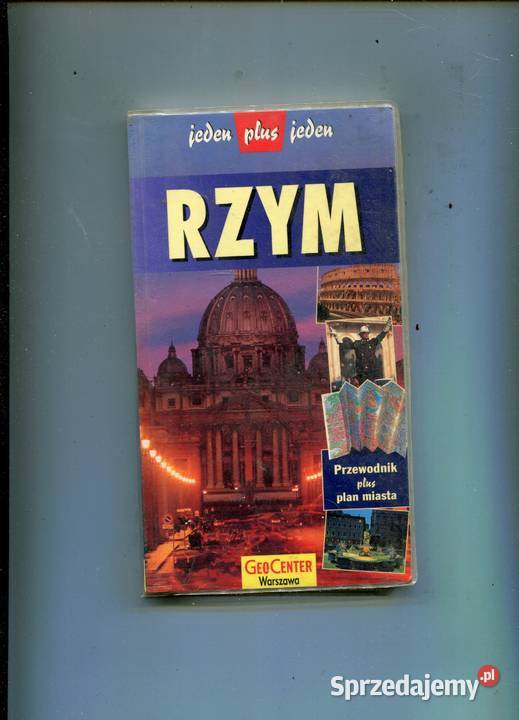 jeden plus jeden
RZYM
Przewodnik
plus
plan miasta
GEOCENTER
Warszawa
Sprzedajemy.pl